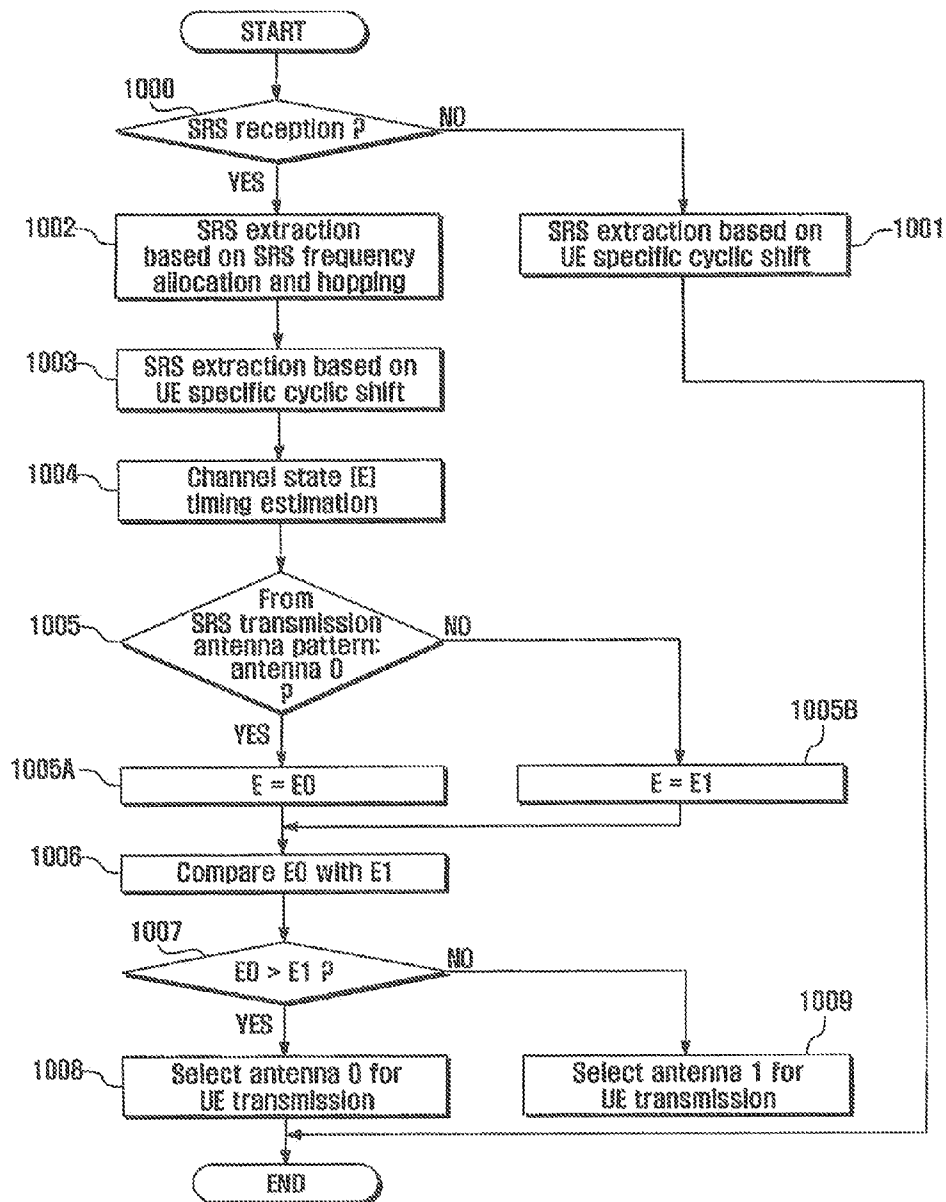 START
1000
SRS reception ?
NO
YES
1002
SRS extraction
based on SRS frequency
allocation and hopping
SRS extraction based on
UE specific cyclic shift
1001
1003
SRS extraction based on
UE specific cyclic shift
1004
Channel state [E]
timing estimation
1005
From
SRS transmission
antenna pattern:
antenna 0
?
NO
YES
1005B
1005A
E = E0
E = E1
1006
Compare E0 with E1
1007
E0 > E1 ?
NO
YES
1009
1008
Select antenna 0 for
UE transmission
Select antenna 1 for
UE transmission
END